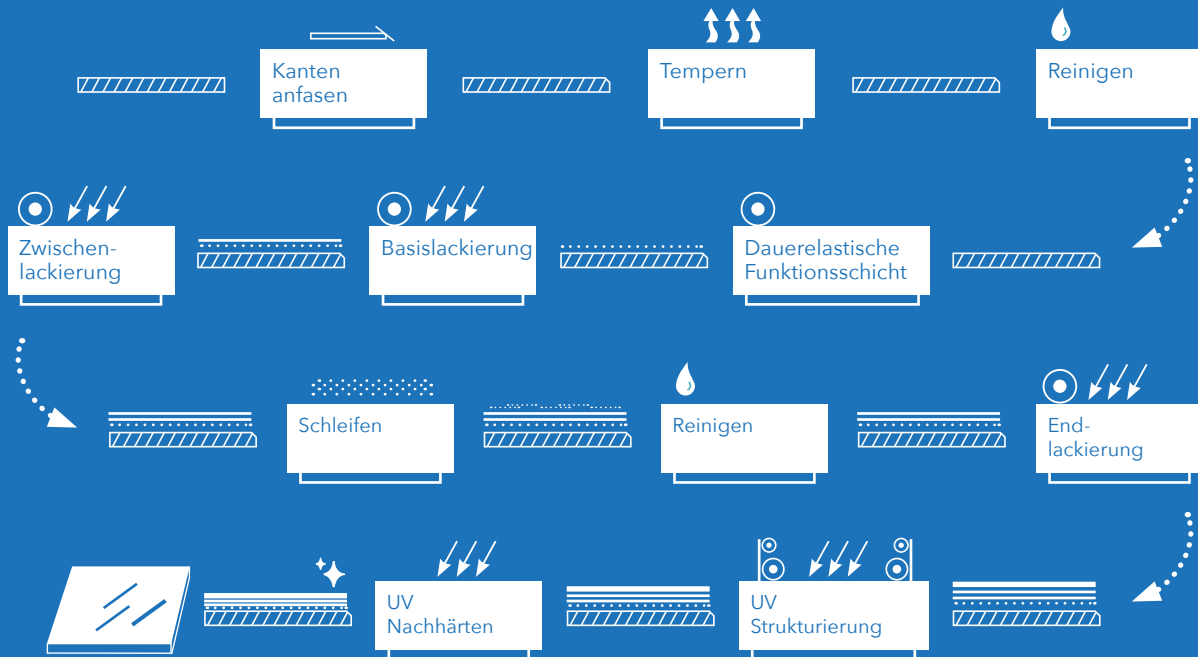 Kanten
anfasen
Tempern
Reinigen
Zwischen-
lackierung
Basislackierung
Dauerelastische
Funktionsschicht
Schleifen
Reinigen
End-
lackierung
UV
Nachhärten
UV
Strukturierung